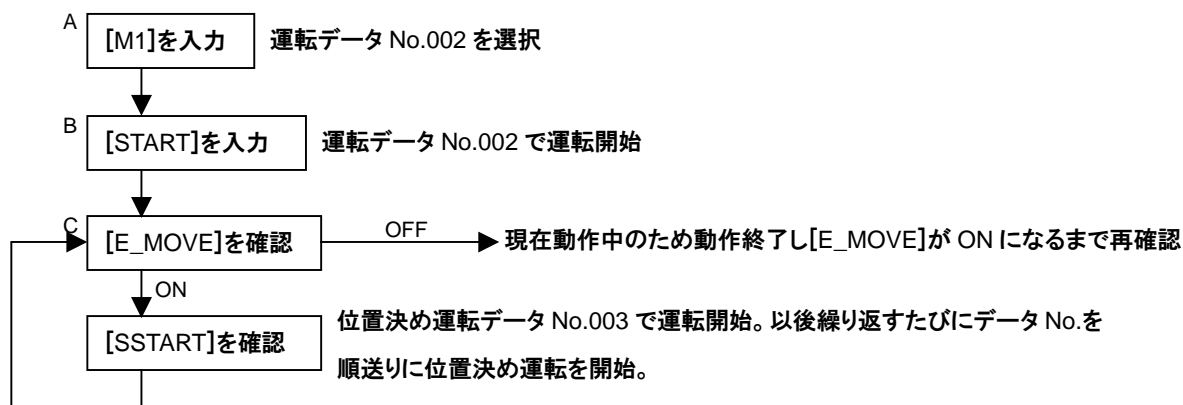 A
[M1]を入力 運転データ No.002 を選択
B
[START]を入力 運転データ No.002 で運転開始
C
[E_MOVE]を確認 OFF 現在動作中のため動作終了し[E_MOVE]が ON になるまで再確認
ON
[SSTART]を確認 位置決め運転データ No.003 で運転開始。以後繰り返すたびにデータ No.を
順送りに位置決め運転を開始。